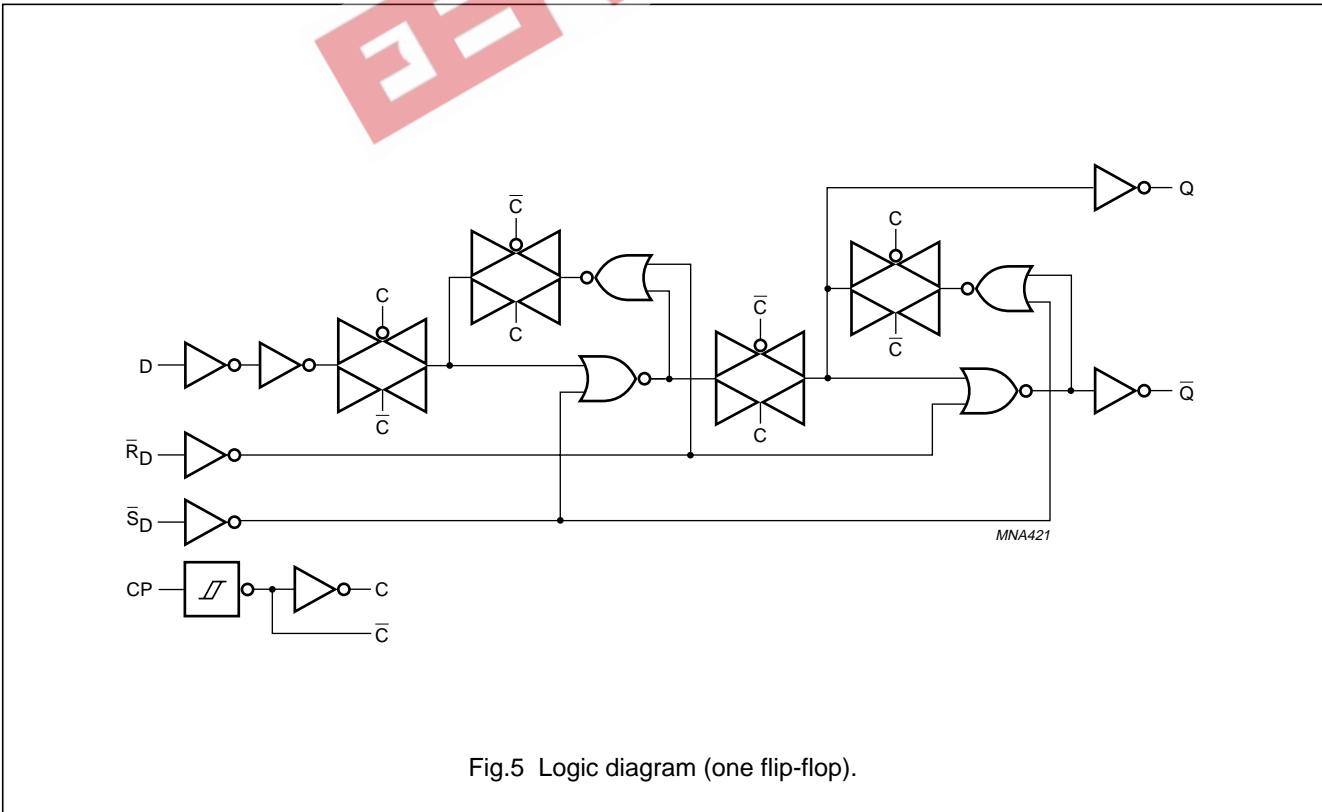 Q
C̅
C
C
C̅
D
C
C̅
C̅
C
Q̅
C̅
C
R̅D
S̅D
MNA421
CP
C
C̅
Fig.5 Logic diagram (one flip-flop).